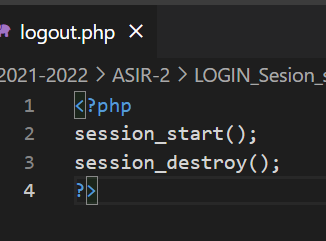 logout.php
2021-2022 > ASIR-2 > LOGIN_Sesion_s
1 <?php
2 session_start();
3 session_destroy();
4 ?>